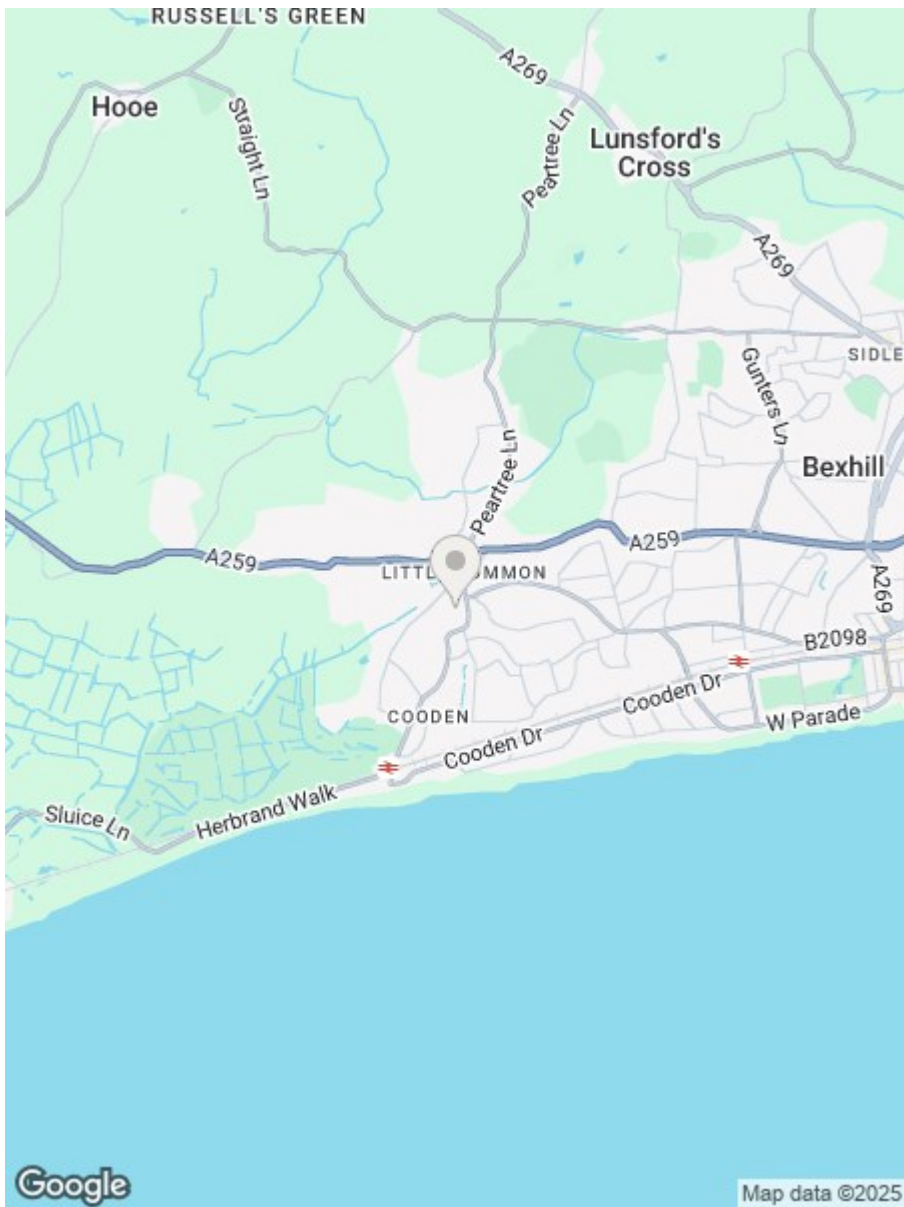 RUSSELL'S GREEN
A269
Hooe
Straight Ln
Peartree Ln
Lunsford's
Cross
A269
SIDLE
Gunters Ln
Bexhill
Peartree Ln
A259
A259
LITTL
MMON
A269
B2098
Cooden Dr
COODEN
W Parade
Cooden Dr
Herbrand Walk
Sluice Ln
Google
Map data ©2025